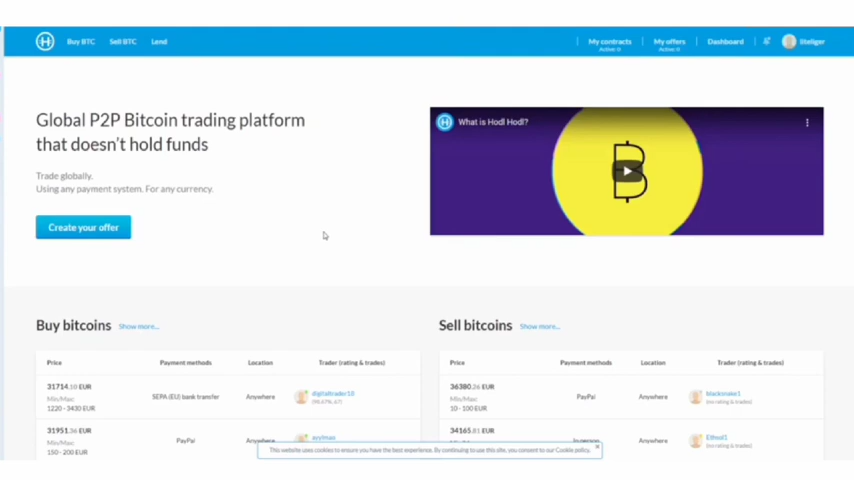 Buy BTC Sell BTC Lend My contracts My offers Dashboard liteliger
Active: 0 Active: 0
Global P2P Bitcoin trading platform
that doesn't hold funds
Trade globally.
Using any payment system. For any currency.
Create your offer
What is Hodl Hodl?
Buy bitcoins Show more...
Price Payment methods Location Trader (rating & trades)
31714.10 EUR
Min/Max:
1220 - 3430 EUR
SEPA (EU) bank transfer
Anywhere
digitaltrader10
31951.36 EUR
Min/Max:
150 - 200 EUR
PayPal
Anywhere
Sell bitcoins Show more...
Price Payment methods Location Trader (rating & trades)
36380.26 EUR
Min/Max:
10 - 100 EUR
PayPal
Anywhere
blacksnake1
(no rating & trades)
34165.81 EUR
Min/Max:
In person
Anywhere
(no rating & trades)
This website uses cookies to ensure you have the best experience. By continuing to use this site, you consent to our Cookie policy.